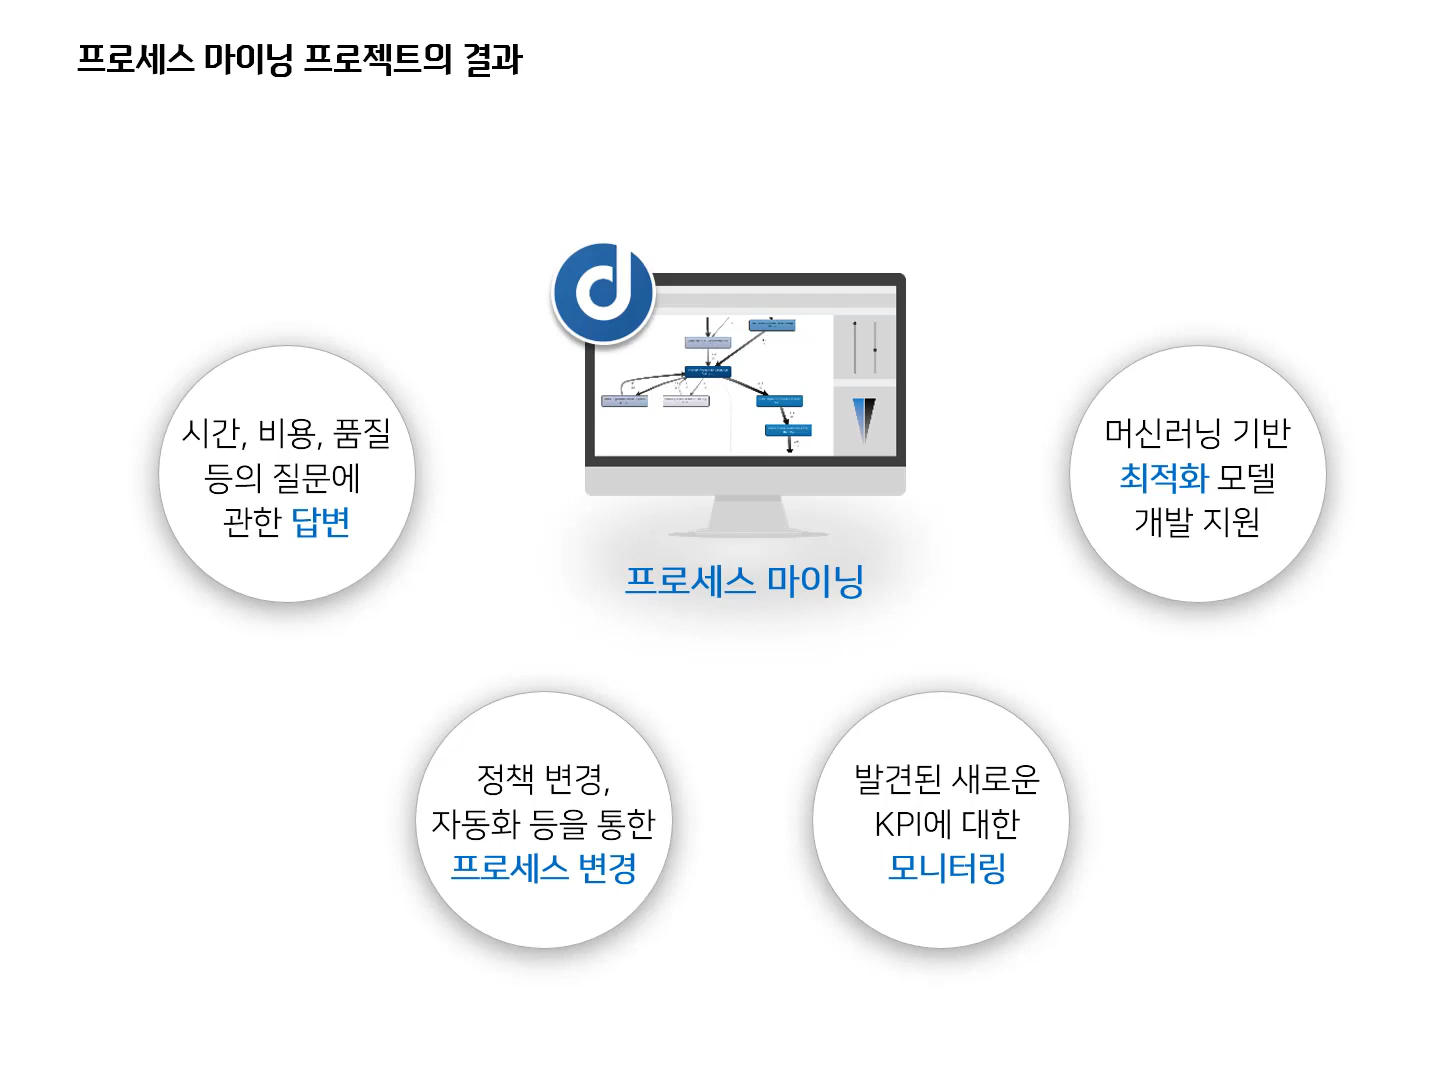 프로세스 마이닝 프로젝트의 결과
시간, 비용, 품질
등의 질문에
관한 답변
프로세스 마이닝
머신러닝 기반
최적화 모델
개발 지원
정책 변경,
자동화 등을 통한
프로세스 변경
발견된 새로운
KPI에 대한
모니터링